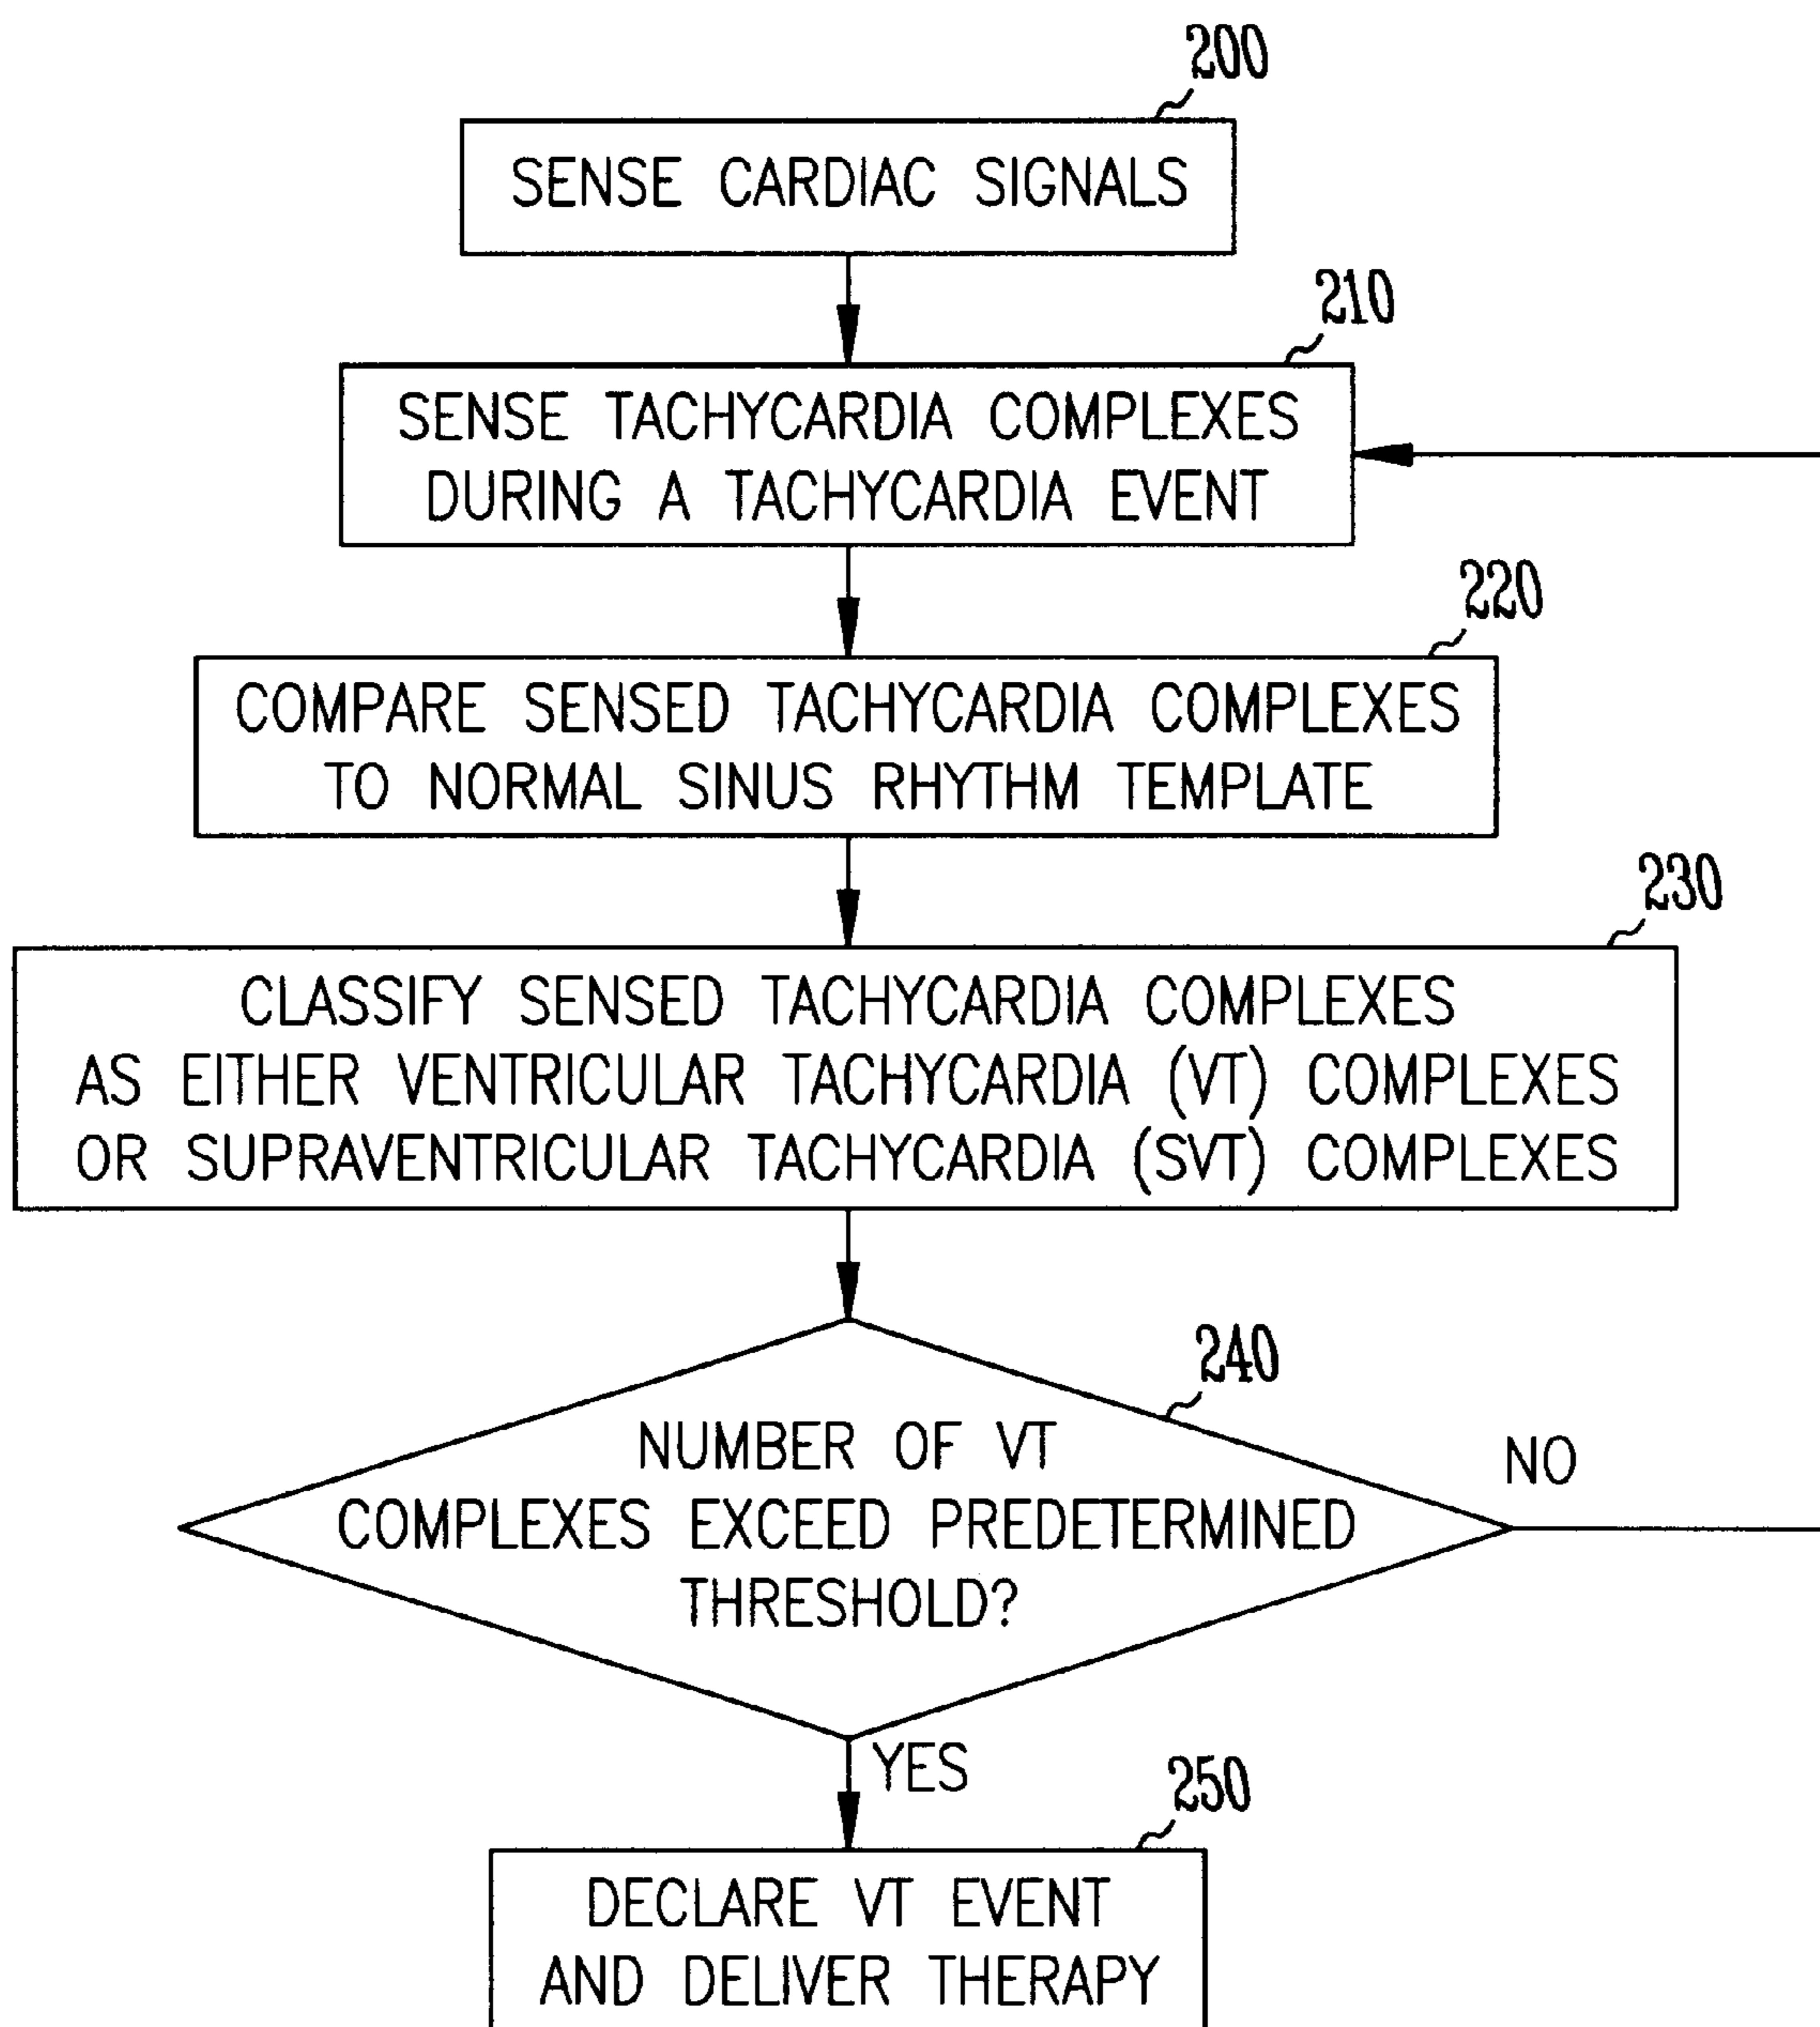 200
SENSE CARDIAC SIGNALS
210
SENSE TACHYCARDIA COMPLEXES
DURING A TACHYCARDIA EVENT
220
COMPARE SENSED TACHYCARDIA COMPLEXES
TO NORMAL SINUS RHYTHM TEMPLATE
230
CLASSIFY SENSED TACHYCARDIA COMPLEXES
AS EITHER VENTRICULAR TACHYCARDIA (VT) COMPLEXES
OR SUPRAVENTRICULAR TACHYCARDIA (SVT) COMPLEXES
240
NUMBER OF VT
COMPLEXES EXCEED PREDETERMINED
THRESHOLD?
NO
YES
250
DECLARE VT EVENT
AND DELIVER THERAPY